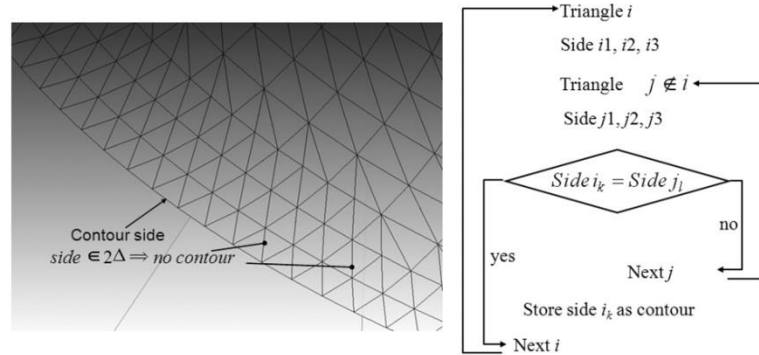 Contour side
side ∈ 2Δ ⇒ no contour
Triangle i
Side i1, i2, i3
Triangle j ∉ i
Side j1, j2, j3
Side i_k = Side j_l
no
yes
Next j
Store side i_k as contour
Next i